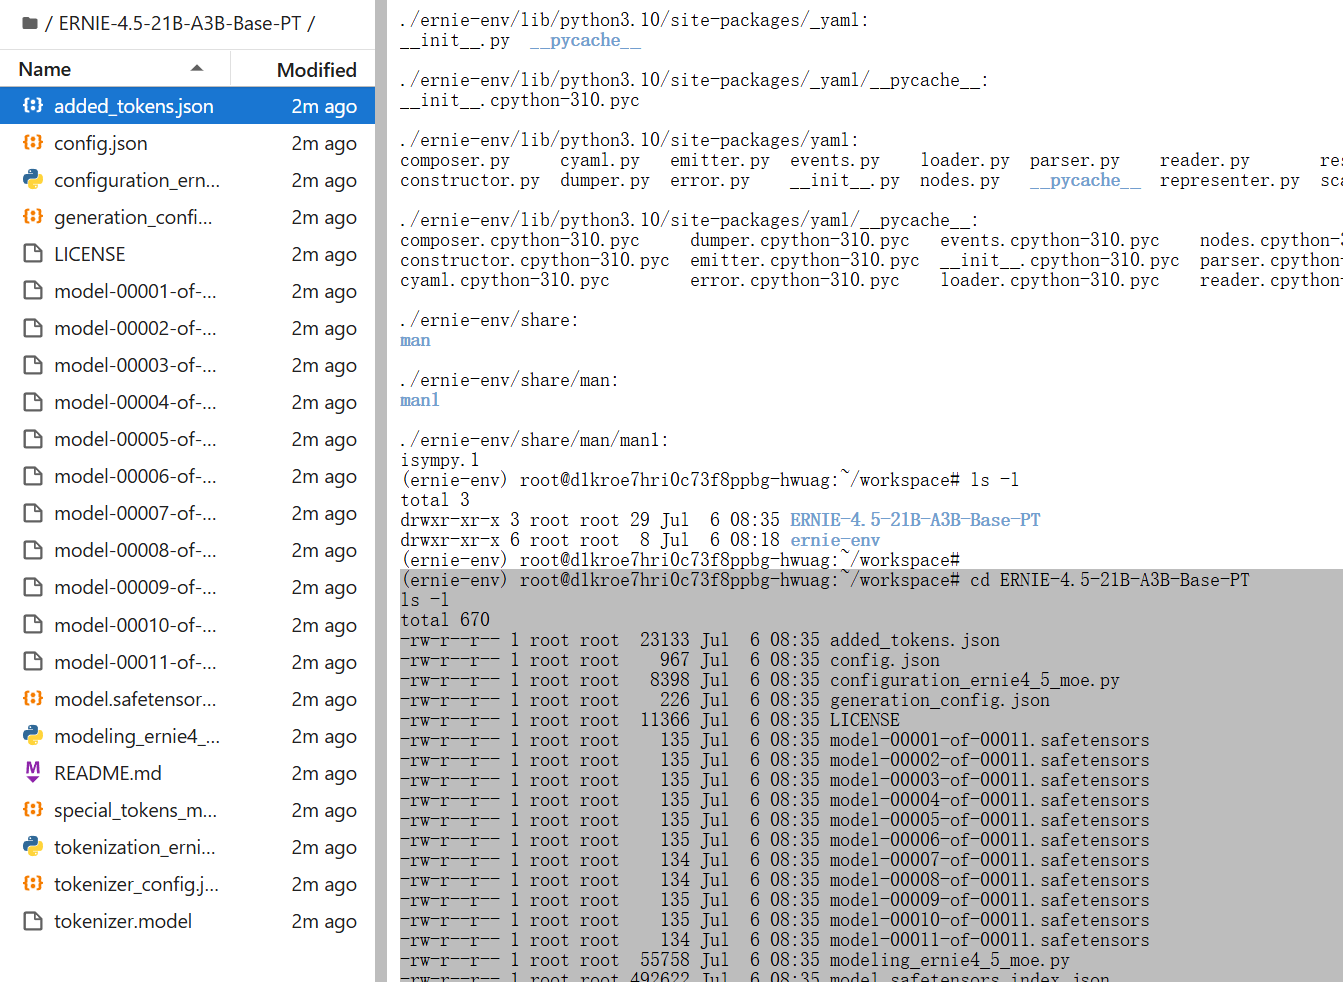 / ERNIE-4.5-21B-A3B-Base-PT /
Name Modified
added_tokens.json 2m ago
config.json 2m ago
configuration_ern... 2m ago
generation_confi... 2m ago
LICENSE 2m ago
model-00001-of-... 2m ago
model-00002-of-... 2m ago
model-00003-of-... 2m ago
model-00004-of-... 2m ago
model-00005-of-... 2m ago
model-00006-of-... 2m ago
model-00007-of-... 2m ago
model-00008-of-... 2m ago
model-00009-of-... 2m ago
model-00010-of-... 2m ago
model-00011-of-... 2m ago
model.safetensor... 2m ago
modeling_ernie4_... 2m ago
README.md 2m ago
special_tokens_m... 2m ago
tokenization_erni... 2m ago
tokenizer_config.j... 2m ago
tokenizer.model 2m ago
./ernie-env/lib/python3.10/site-packages/_yaml:
__init__.py __pycache__
./ernie-env/lib/python3.10/site-packages/_yaml/__pycache__:
__init__.cpython-310.pyc
./ernie-env/lib/python3.10/site-packages/yaml:
composer.py cyaml.py emitter.py events.py loader.py parser.py reader.py res
constructor.py dumper.py error.py __init__.py nodes.py __pycache__ representer.py sca
./ernie-env/lib/python3.10/site-packages/yaml/__pycache__:
composer.cpython-310.pyc dumper.cpython-310.pyc events.cpython-310.pyc nodes.cpython-3
constructor.cpython-310.pyc emitter.cpython-310.pyc __init__.cpython-310.pyc parser.cpython-
cyaml.cpython-310.pyc error.cpython-310.pyc loader.cpython-310.pyc reader.cpython-
./ernie-env/share:
man
./ernie-env/share/man:
man1
./ernie-env/share/man/man1:
isympy.1
(ernie-env) root@dlkroe7hri0c73f8ppbg-hwuag:~/workspace# ls -l
total 3
drwxr-xr-x 3 root root 29 Jul 6 08:35 ERNIE-4.5-21B-A3B-Base-PT
drwxr-xr-x 6 root root 8 Jul 6 08:18 ernie-env
(ernie-env) root@dlkroe7hri0c73f8ppbg-hwuag:~/workspace#
(ernie-env) root@dlkroe7hri0c73f8ppbg-hwuag:~/workspace# cd ERNIE-4.5-21B-A3B-Base-PT
ls -l
total 670
-rw-r--r-- 1 root root 23133 Jul 6 08:35 added_tokens.json
-rw-r--r-- 1 root root 967 Jul 6 08:35 config.json
-rw-r--r-- 1 root root 8398 Jul 6 08:35 configuration_ernie4_5_moe.py
-rw-r--r-- 1 root root 226 Jul 6 08:35 generation_config.json
-rw-r--r-- 1 root root 11366 Jul 6 08:35 LICENSE
-rw-r--r-- 1 root root 135 Jul 6 08:35 model-00001-of-00011.safetensors
-rw-r--r-- 1 root root 135 Jul 6 08:35 model-00002-of-00011.safetensors
-rw-r--r-- 1 root root 135 Jul 6 08:35 model-00003-of-00011.safetensors
-rw-r--r-- 1 root root 135 Jul 6 08:35 model-00004-of-00011.safetensors
-rw-r--r-- 1 root root 135 Jul 6 08:35 model-00005-of-00011.safetensors
-rw-r--r-- 1 root root 135 Jul 6 08:35 model-00006-of-00011.safetensors
-rw-r--r-- 1 root root 134 Jul 6 08:35 model-00007-of-00011.safetensors
-rw-r--r-- 1 root root 134 Jul 6 08:35 model-00008-of-00011.safetensors
-rw-r--r-- 1 root root 135 Jul 6 08:35 model-00009-of-00011.safetensors
-rw-r--r-- 1 root root 135 Jul 6 08:35 model-00010-of-00011.safetensors
-rw-r--r-- 1 root root 134 Jul 6 08:35 model-00011-of-00011.safetensors
-rw-r--r-- 1 root root 55758 Jul 6 08:35 modeling_ernie4_5_moe.py
-rw-r--r-- 1 root root 492622 Jul 6 08:35 model.safetensors.index.json